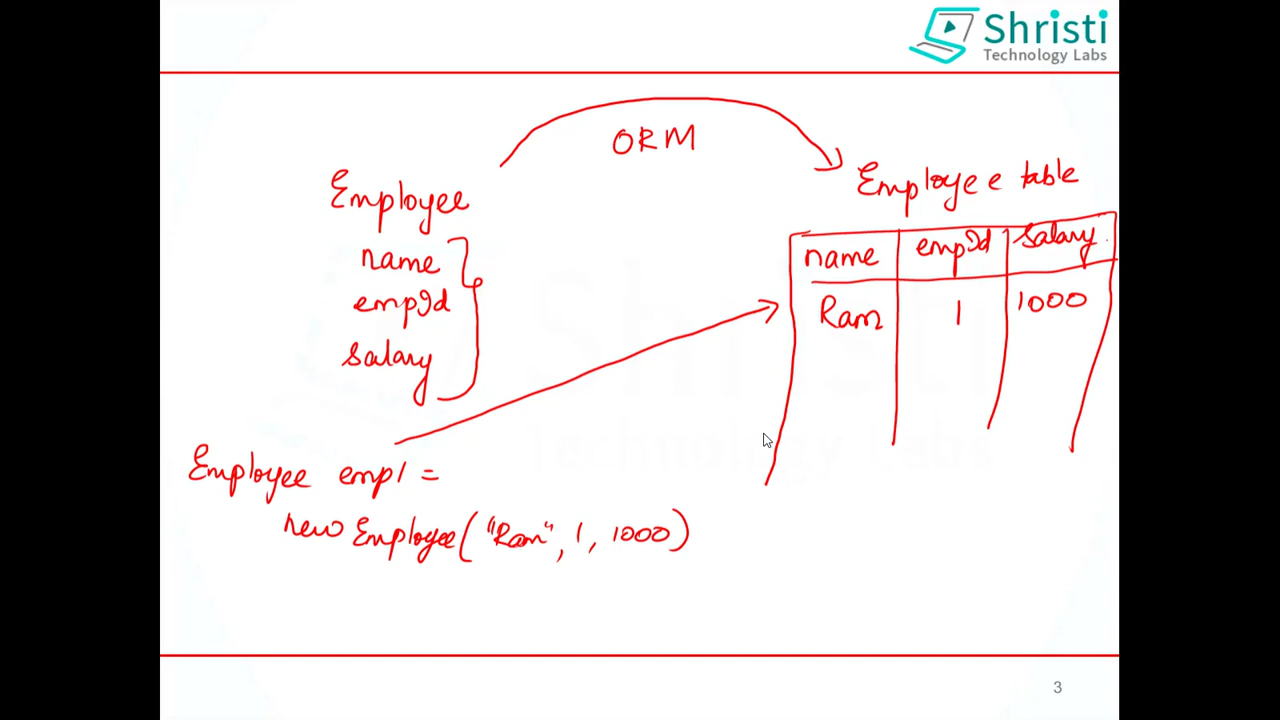 Shristi
Technology Labs
ORM
Employee
name
empId
salary
Employee table
name empId salary
Ram 1 1000
Employee emp1 =
new Employee("Ram", 1, 1000)
3